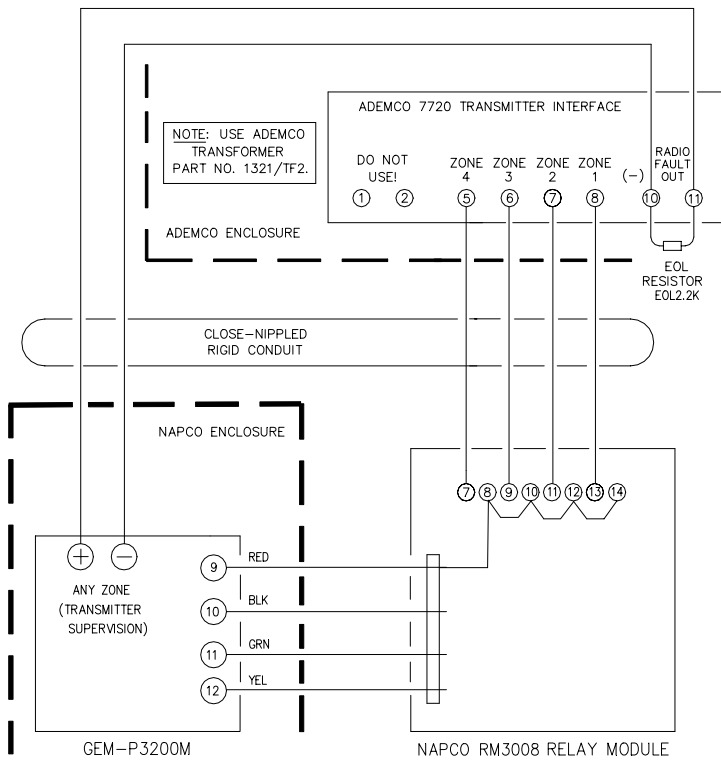 ADEMCO 7720 TRANSMITTER INTERFACE
NOTE: USE ADEMCO
TRANSFORMER
PART NO. 1321/TF2.
DO NOT
USE!
ZONE
4
ZONE
3
ZONE
2
ZONE
1
(-)
RADIO
FAULT
OUT
1 2 5 6 7 8 10 11
ADEMCO ENCLOSURE
EOL
RESISTOR
EOL2.2K
CLOSE-NIPPLED
RIGID CONDUIT
NAPCO ENCLOSURE
7 8 9 10 11 12 13 14
+ −
ANY ZONE
(TRANSMITTER
SUPERVISION)
9 RED
10 BLK
11 GRN
12 YEL
GEM-P3200M
NAPCO RM3008 RELAY MODULE